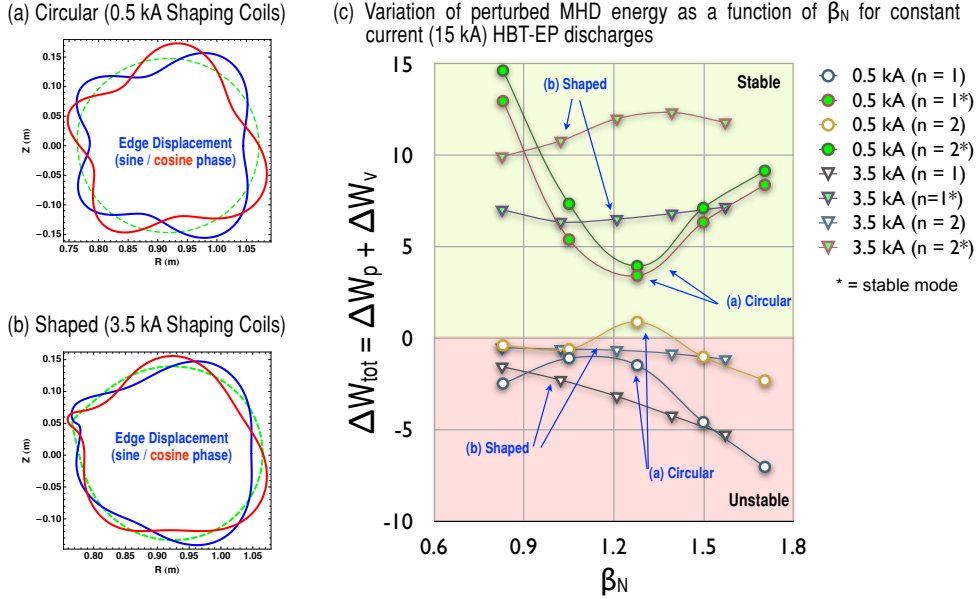 (a) Circular (0.5 kA Shaping Coils)
0.15
0.10
0.05
0.00
−0.05
−0.10
−0.15
Z (m)
Edge Displacement
(sine / cosine phase)
0.75 0.80 0.85 0.90 0.95 1.00 1.05
R (m)
(b) Shaped (3.5 kA Shaping Coils)
0.15
0.10
0.05
0.00
−0.05
−0.10
Z (m)
Edge Displacement
(sine / cosine phase)
0.80 0.85 0.90 0.95 1.00 1.05
R (m)
(c) Variation of perturbed MHD energy as a function of βN for constant
current (15 kA) HBT-EP discharges
ΔWtot = ΔWp + ΔWv
15
10
5
0
-5
-10
Stable
(b) Shaped
(a) Circular
(b) Shaped
(a) Circular
Unstable
0.6 0.9 1.2 1.5 1.8
βN
0.5 kA (n = 1)
0.5 kA (n = 1*)
0.5 kA (n = 2)
0.5 kA (n = 2*)
3.5 kA (n = 1)
3.5 kA (n=1*)
3.5 kA (n = 2)
3.5 kA (n = 2*)
* = stable mode